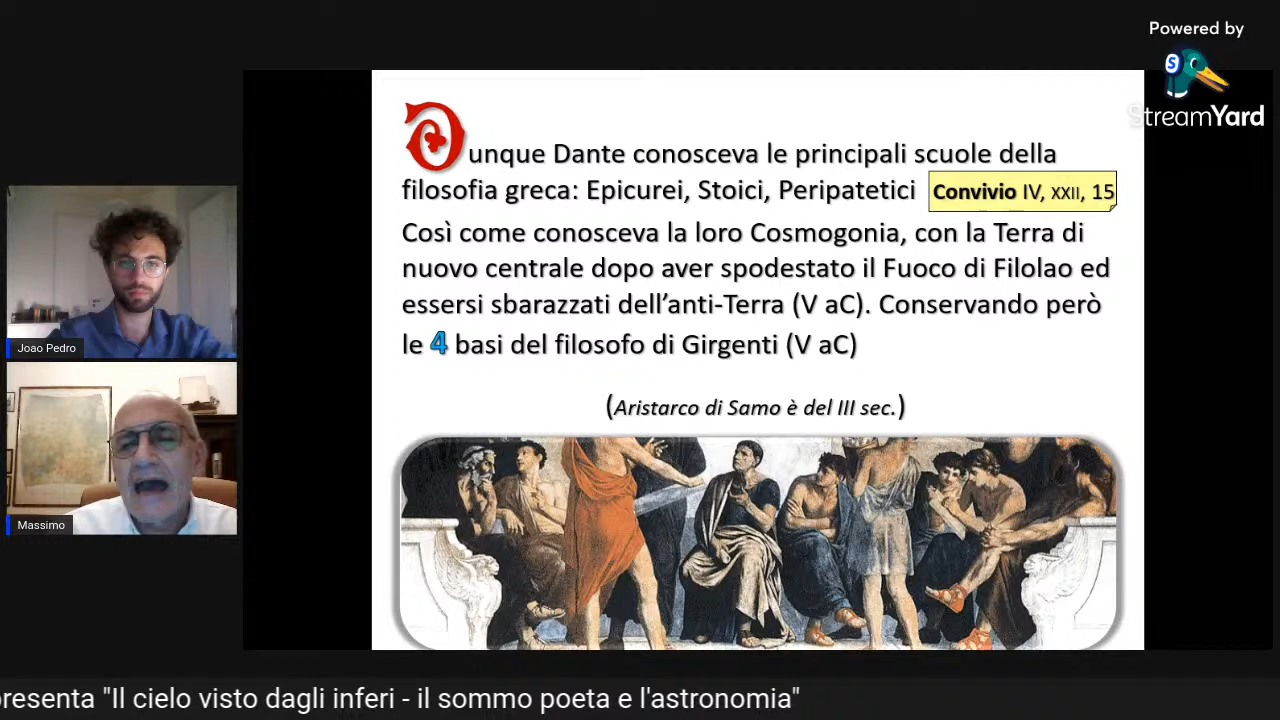 Powered by
StreamYard
Dunque Dante conosceva le principali scuole della
filosofia greca: Epicurei, Stoici, Peripatetici Convivio IV, XXII, 15
Così come conosceva la loro Cosmogonia, con la Terra di
nuovo centrale dopo aver spodestato il Fuoco di Filolao ed
essersi sbarazzati dell’anti-Terra (V aC). Conservando però
le 4 basi del filosofo di Girgenti (V aC)
(Aristarco di Samo è del III sec.)
Joao Pedro
Massimo
presenta "Il cielo visto dagli inferi - il sommo poeta e l'astronomia"